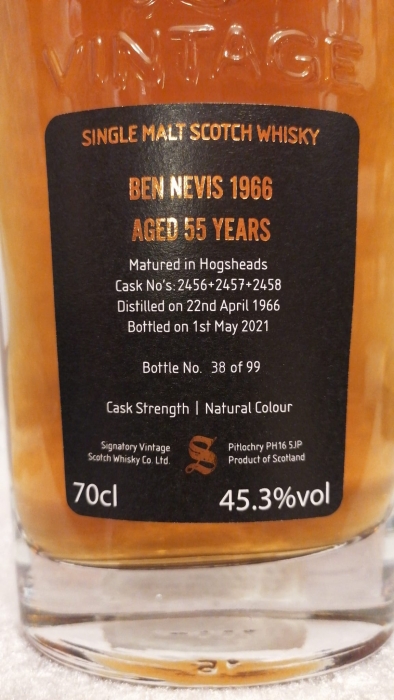 VINTAGE
SINGLE MALT SCOTCH WHISKY
BEN NEVIS 1966
AGED 55 YEARS
Matured in Hogsheads
Cask No's: 2456+2457+2458
Distilled on 22nd April 1966
Bottled on 1st May 2021
Bottle No. 38 of 99
Cask Strength | Natural Colour
Signatory Vintage
Scotch Whisky Co. Ltd.
S
Pitlochry PH16 5JP
Product of Scotland
70cl
45.3%vol